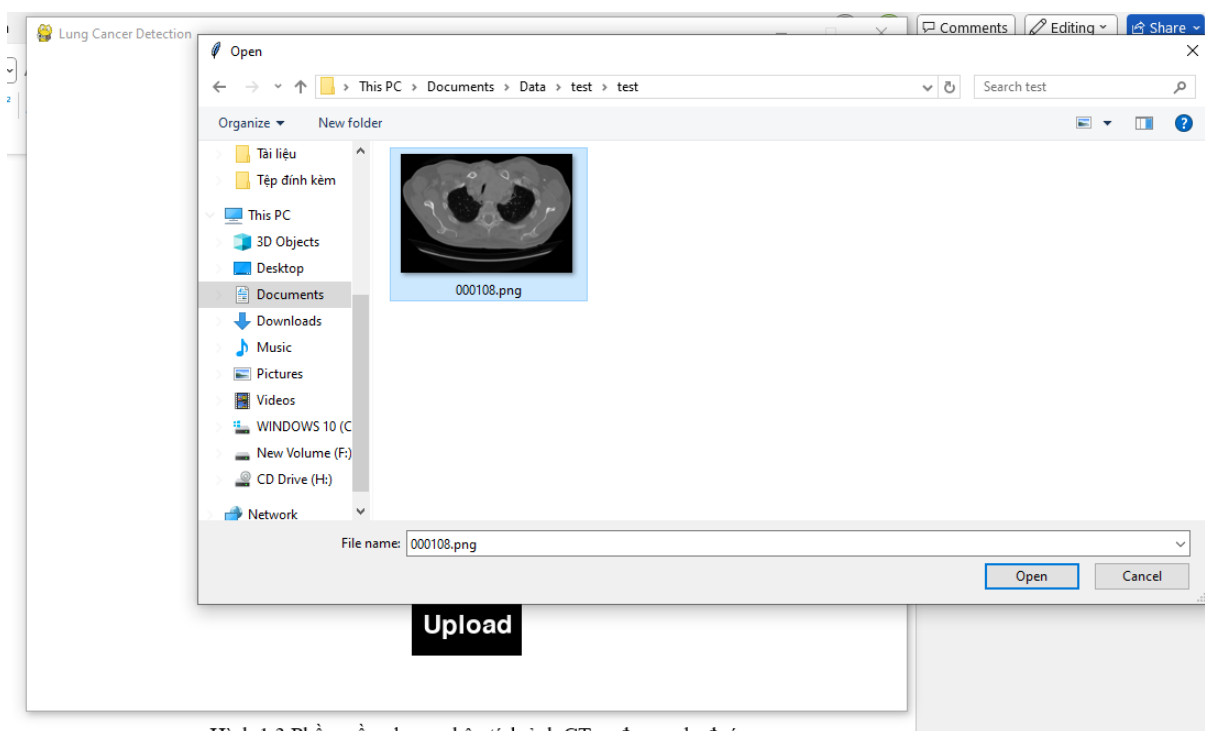 Lung Cancer Detection
Comments Editing Share
Open
This PC > Documents > Data > test > test
Search test
Organize New folder
Tài liệu
Tệp đính kèm
This PC
3D Objects
Desktop
Documents
Downloads
Music
Pictures
Videos
WINDOWS 10 (C
New Volume (F:)
CD Drive (H:)
Network
000108.png
File name: 000108.png
Open Cancel
Upload